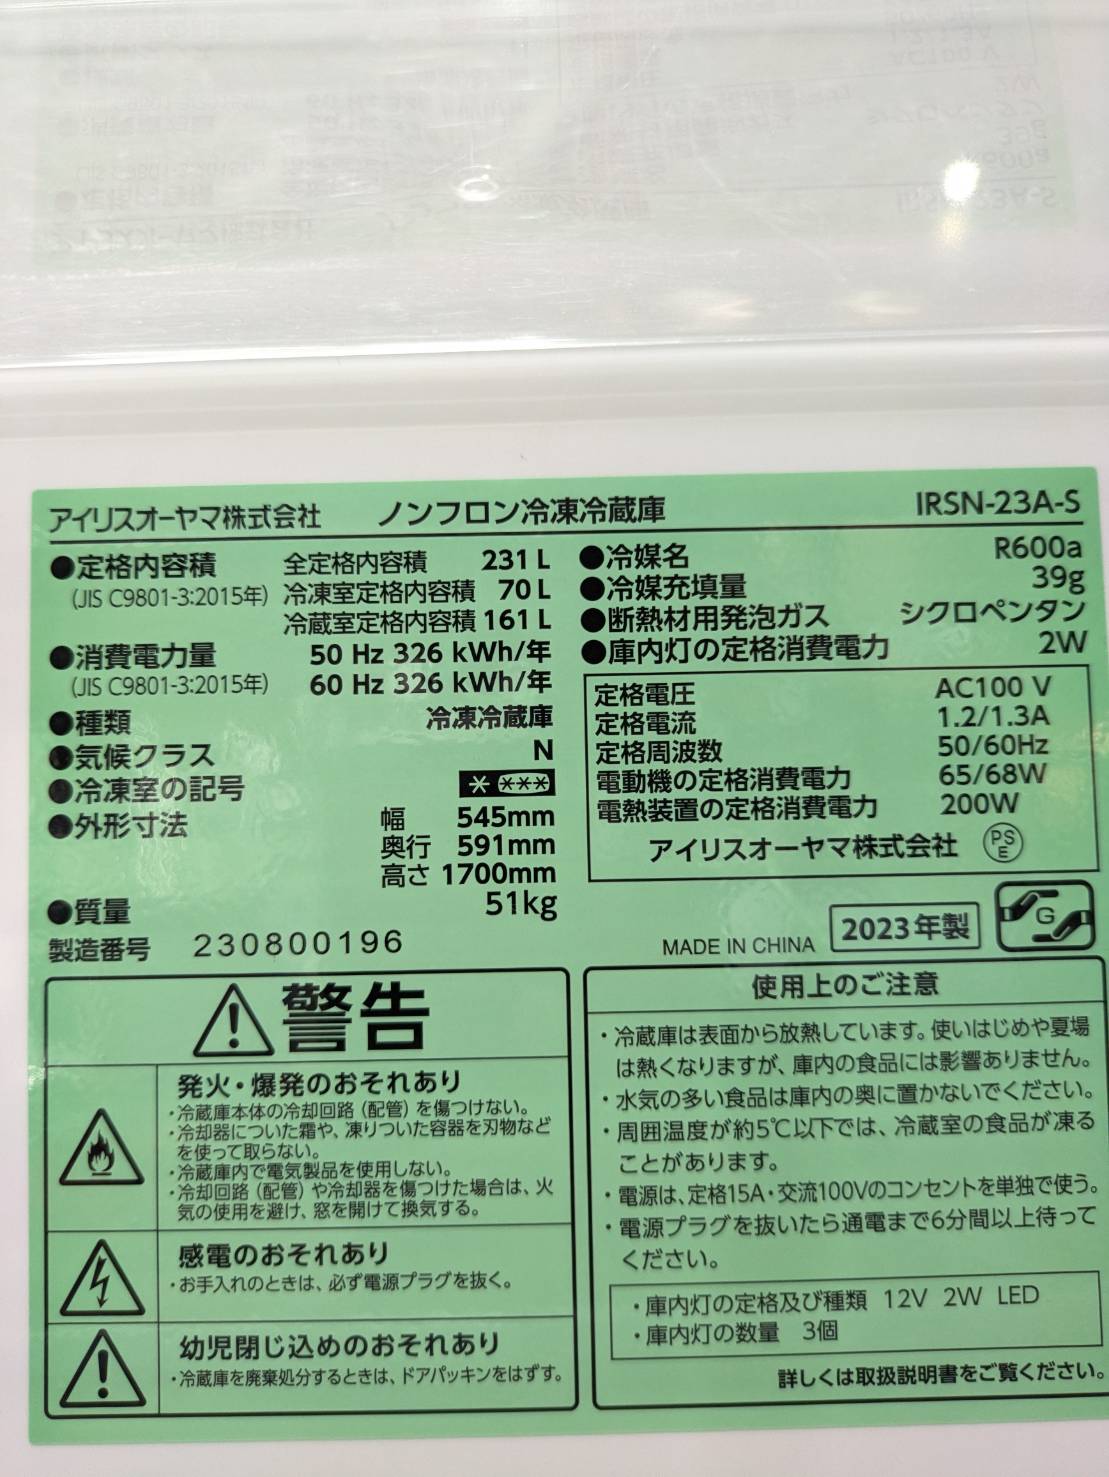 アイリスオーヤマ株式会社 ノンフロン冷凍冷蔵庫 IRSN-23A-S
●定格内容積 全定格内容積 231 L
(JIS C9801-3:2015年) 冷凍室定格内容積 70 L
冷蔵室定格内容積 161 L
●消費電力量 50 Hz 326 kWh/年
(JIS C9801-3:2015年) 60 Hz 326 kWh/年
●種類 冷凍冷蔵庫
●気候クラス N
●冷凍室の記号 * ***
●外形寸法 幅 545mm
奥行 591mm
高さ 1700mm
●質量 51kg
製造番号 230800196
●冷媒名 R600a
●冷媒充填量 39g
●断熱材用発泡ガス シクロペンタン
●庫内灯の定格消費電力 2W
定格電圧 AC100 V
定格電流 1.2/1.3A
定格周波数 50/60Hz
電動機の定格消費電力 65/68W
電熱装置の定格消費電力 200W
アイリスオーヤマ株式会社 PSE
MADE IN CHINA 2023年製 G
警告
発火・爆発のおそれあり
・冷蔵庫本体の冷却回路(配管)を傷つけない。
・冷却器についた霜や、凍りついた容器を刃物など
を使って取らない。
・冷蔵庫内で電気製品を使用しない。
・冷却回路(配管)や冷却器を傷つけた場合は、火
気の使用を避け、窓を開けて換気する。
感電のおそれあり
・お手入れのときは、必ず電源プラグを抜く。
幼児閉じ込めのおそれあり
・冷蔵庫を廃棄処分するときは、ドアパッキンをはずす。
使用上のご注意
・冷蔵庫は表面から放熱しています。使いはじめや夏場
は熱くなりますが、庫内の食品には影響ありません。
・水気の多い食品は庫内の奥に置かないでください。
・周囲温度が約5℃以下では、冷蔵室の食品が凍る
ことがあります。
・電源は、定格15A・交流100Vのコンセントを単独で使う。
・電源プラグを抜いたら通電まで6分間以上待って
ください。
・庫内灯の定格及び種類 12V 2W LED
・庫内灯の数量 3個
詳しくは取扱説明書をご覧ください。